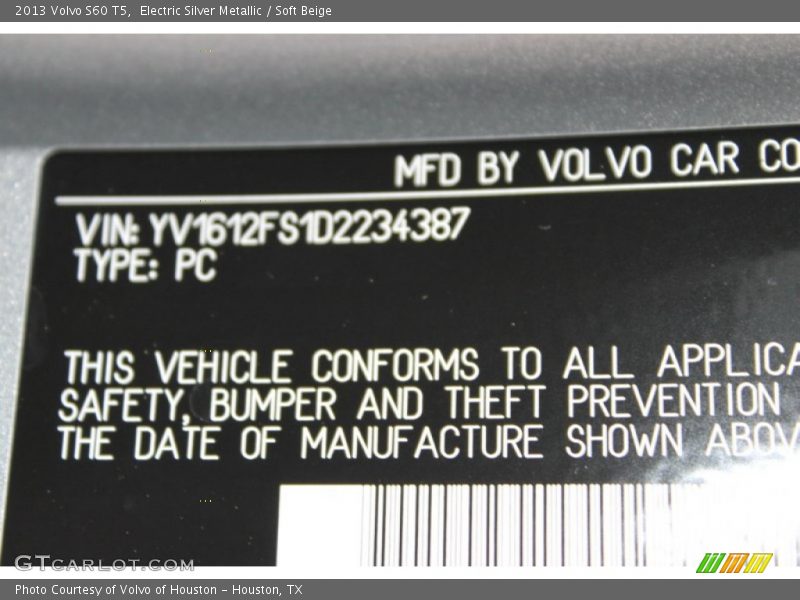 2013 Volvo S60 T5,  Electric Silver Metallic / Soft Beige
MFD BY VOLVO CAR CO
VIN: YV1612FS1D2234387
TYPE: PC
THIS VEHICLE CONFORMS TO ALL APPLICA
SAFETY, BUMPER AND THEFT PREVENTION
THE DATE OF MANUFACTURE SHOWN ABOV
GTcarlot.com
Photo Courtesy of Volvo of Houston - Houston, TX